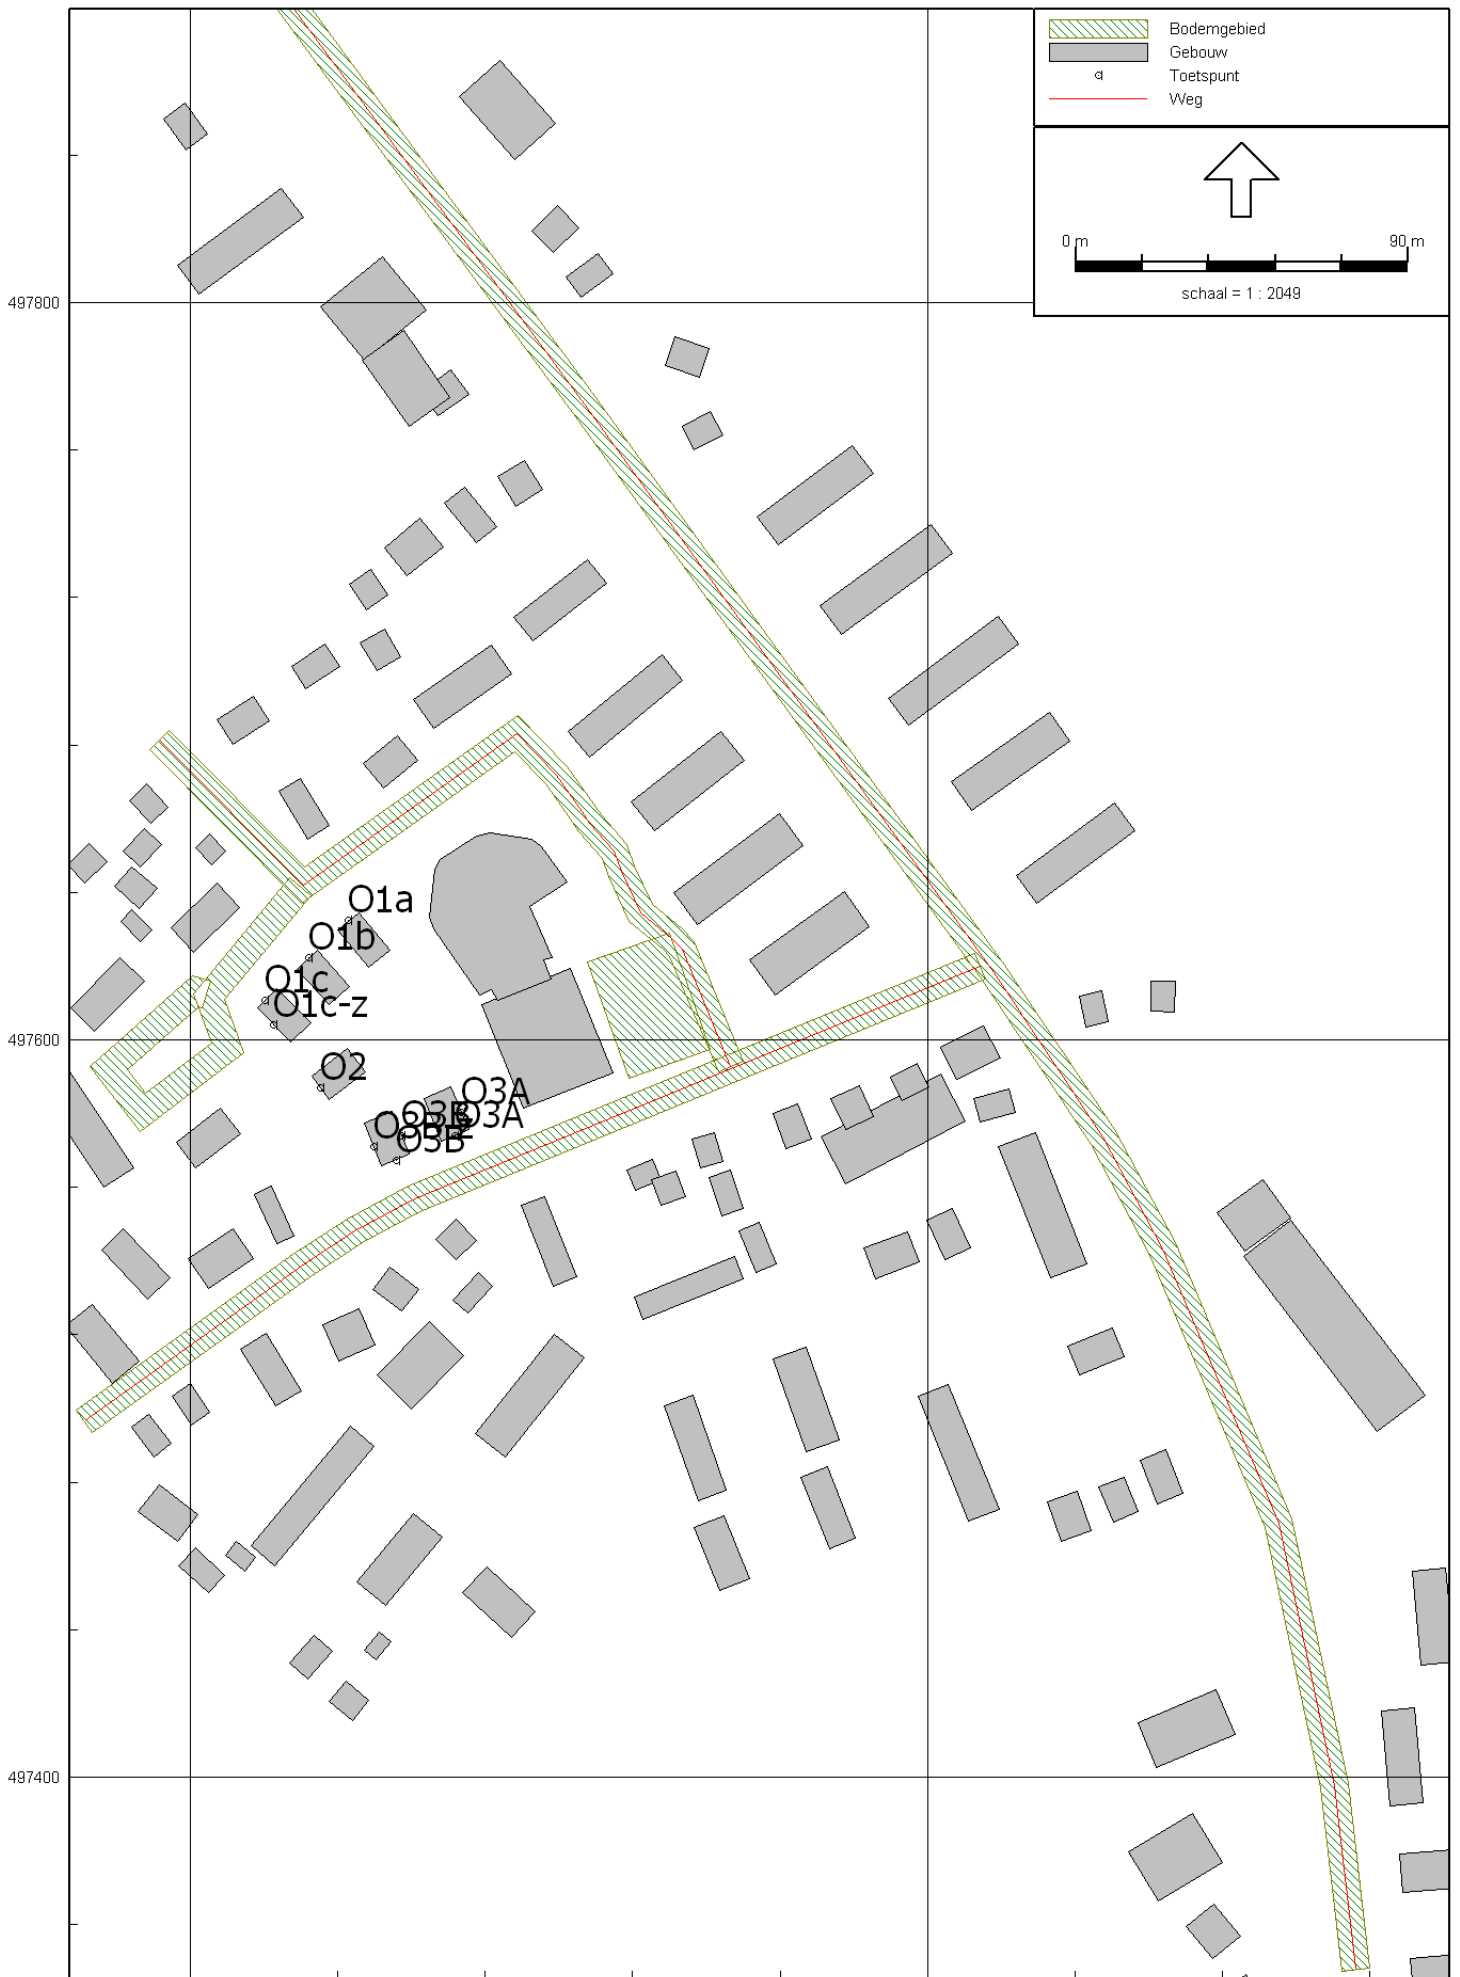 Bodemgebied
Gebouw
Toetspunt
Weg
0 m 90 m
schaal = 1 : 2049
497800
O1a
O1b
O1c
O1c-z
497600
O2
O3A
O3A
O3B
497400